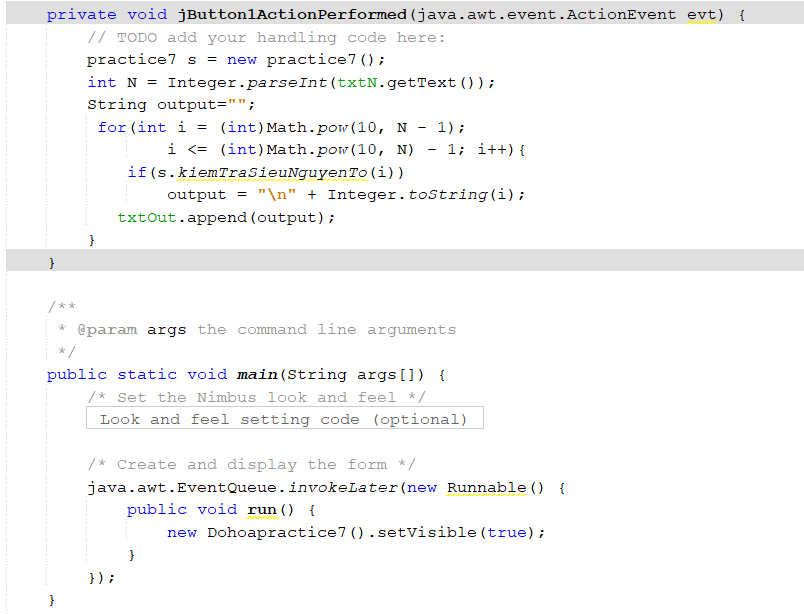 private void jButton1ActionPerformed(java.awt.event.ActionEvent evt) {
// TODO add your handling code here:
practice7 s = new practice7();
int N = Integer.parseInt(txtN.getText());
String output="";
for(int i = (int)Math.pow(10, N - 1);
i <= (int)Math.pow(10, N) - 1; i++){
if(s.kiemTraSieuNguyenTo(i))
output = "\n" + Integer.toString(i);
txtOut.append(output);
}
}
/**
* @param args the command line arguments
*/
public static void main(String args[]) {
/* Set the Nimbus look and feel */
Look and feel setting code (optional)
/* Create and display the form */
java.awt.EventQueue.invokeLater(new Runnable() {
public void run() {
new Dohoapractice7().setVisible(true);
}
});
}